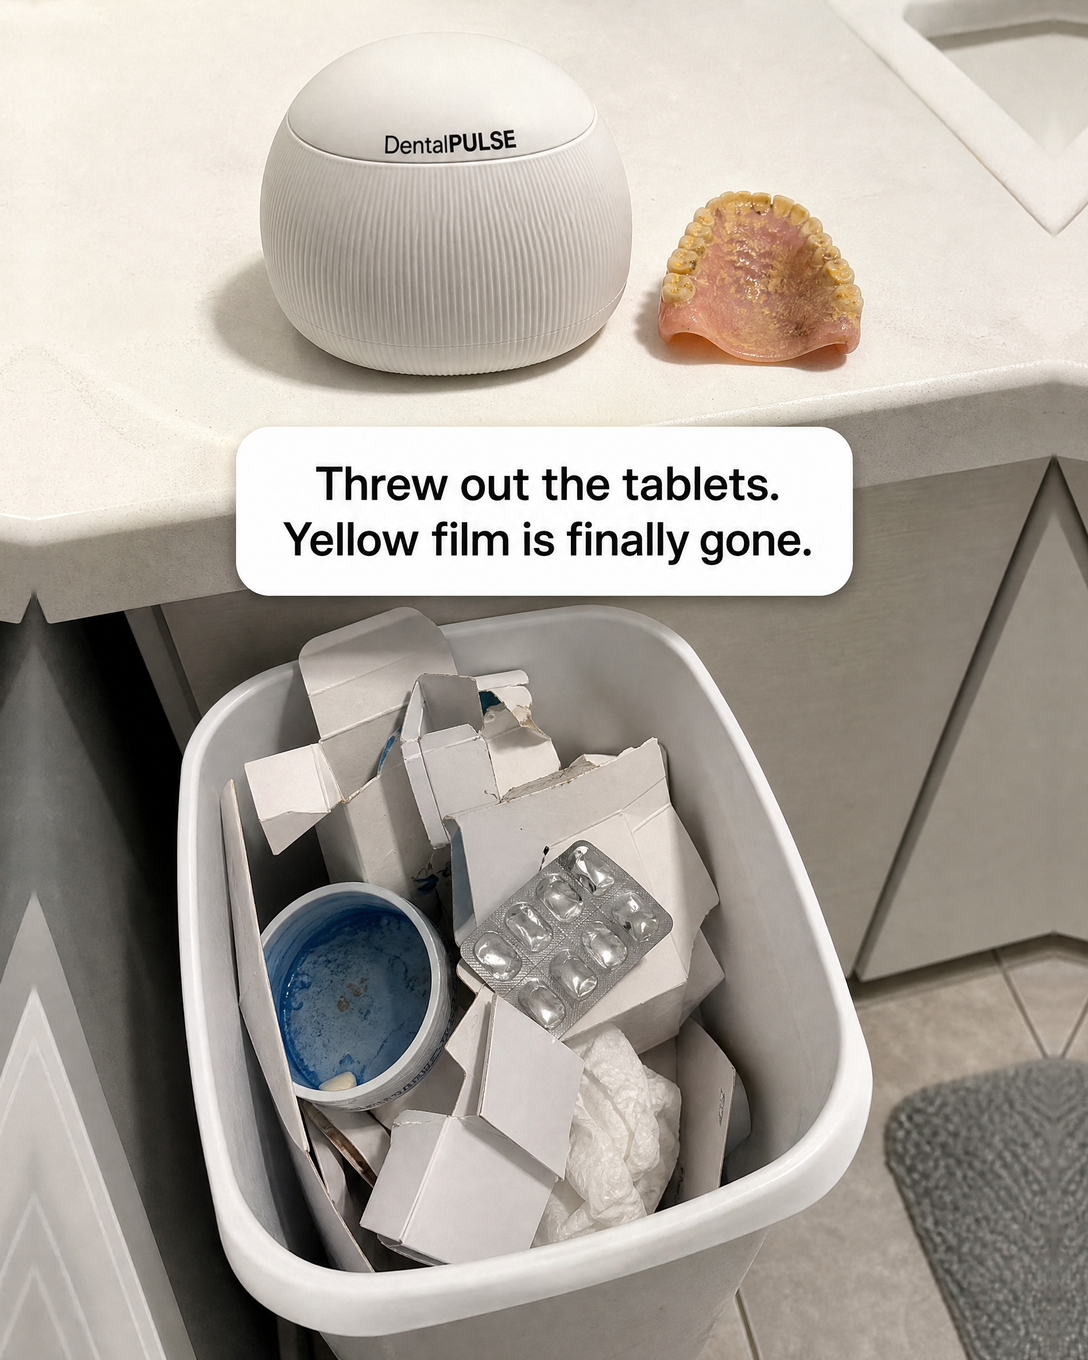 DentalPULSE
Threw out the tablets.
Yellow film is finally gone.